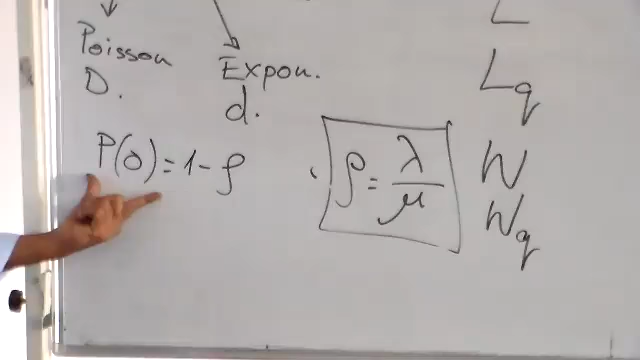 Poisson
D.
Expon.
d.
P(0) = 1 - ρ
ρ = λ/μ
L
Lq
W
Wq